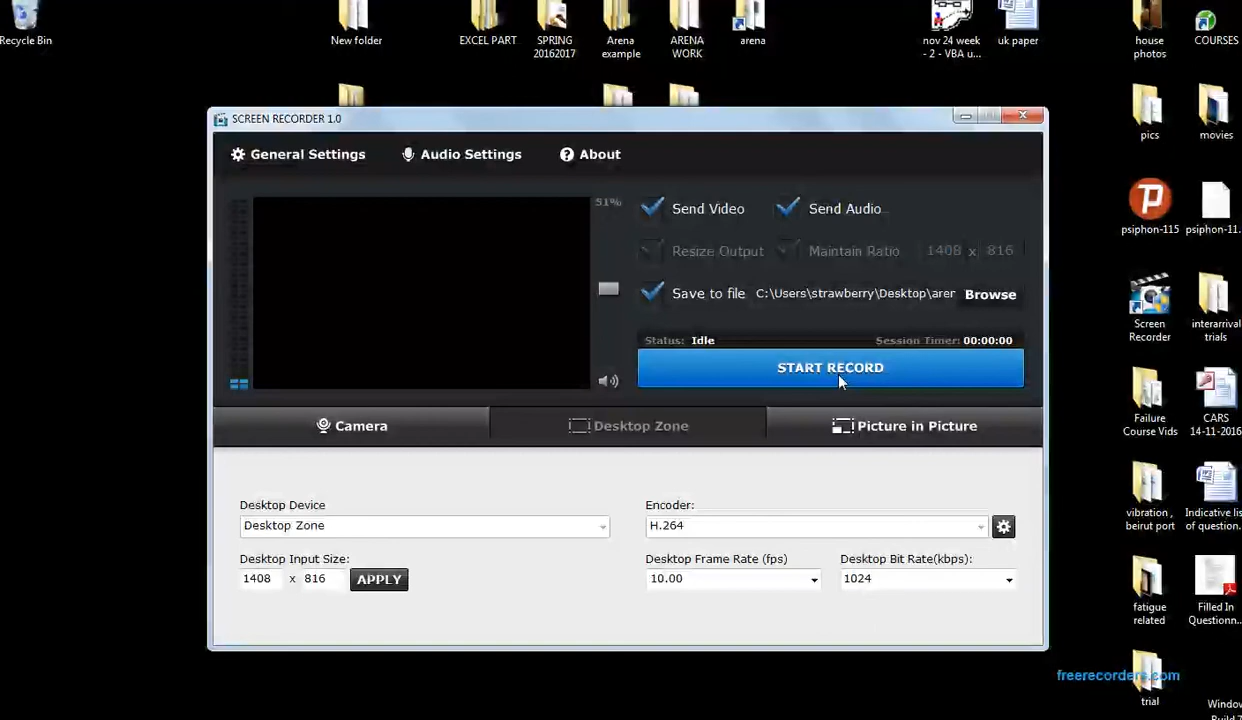 Recycle Bin
New folder
EXCEL PART
SPRING
20162017
Arena
example
ARENA
WORK
arena
nov 24 week
- 2 - VBA u...
uk paper
house
photos
COURSES
SCREEN RECORDER 1.0
General Settings
Audio Settings
About
51%
Send Video
Send Audio
Resize Output
Maintain Ratio
1408 x 816
Save to file
C:\Users\strawberry\Desktop\arer
Browse
Status: Idle
Session Timer: 00:00:00
START RECORD
Camera
Desktop Zone
Picture in Picture
Desktop Device
Desktop Zone
Encoder:
H.264
Desktop Input Size:
1408 x 816
APPLY
Desktop Frame Rate (fps)
10.00
Desktop Bit Rate(kbps):
1024
pics
movies
psiphon-115
psiphon-11.
Screen
Recorder
interarrival
trials
Failure
Course Vids
CARS
14-11-2016
vibration ,
beirut port
Indicative lis
of question.
fatigue
related
Filled In
Questionn...
freerecorders.com
trial
Window